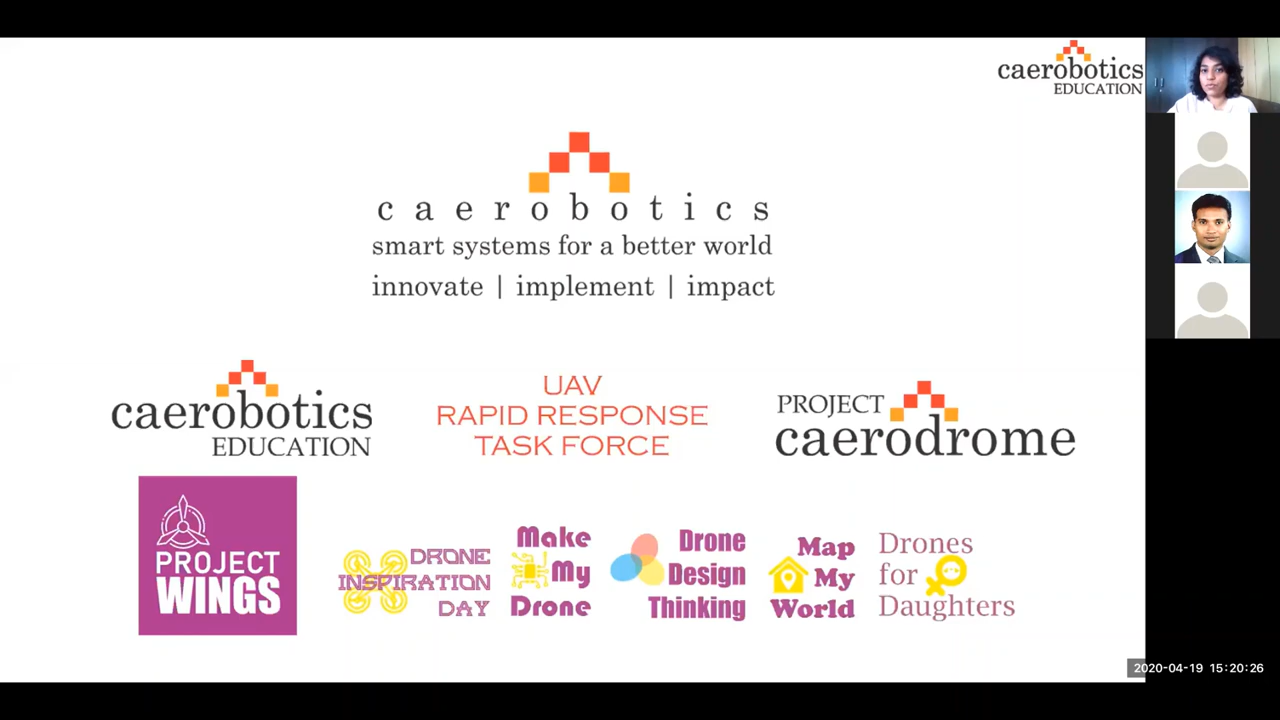 caerobotics
EDUCATION
caerobotics
smart systems for a better world
innovate | implement | impact
caerobotics
EDUCATION
UAV
RAPID RESPONSE
TASK FORCE
PROJECT
caerodrome
PROJECT
WINGS
DRONE
INSPIRATION
DAY
Make
My
Drone
Drone
Design
Thinking
Map
My
World
Drones
for
Daughters
2020-04-19 15:20:26